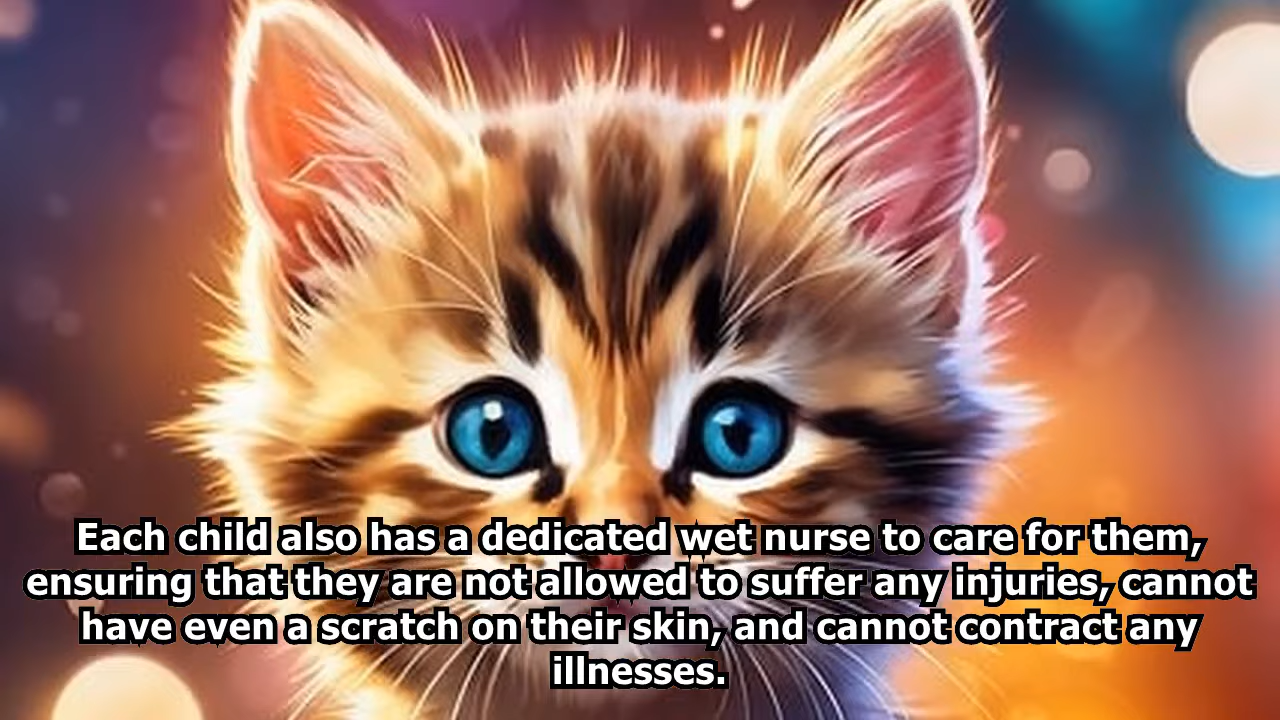 Each child also has a dedicated wet nurse to care for them,
ensuring that they are not allowed to suffer any injuries, cannot
have even a scratch on their skin, and cannot contract any
illnesses.